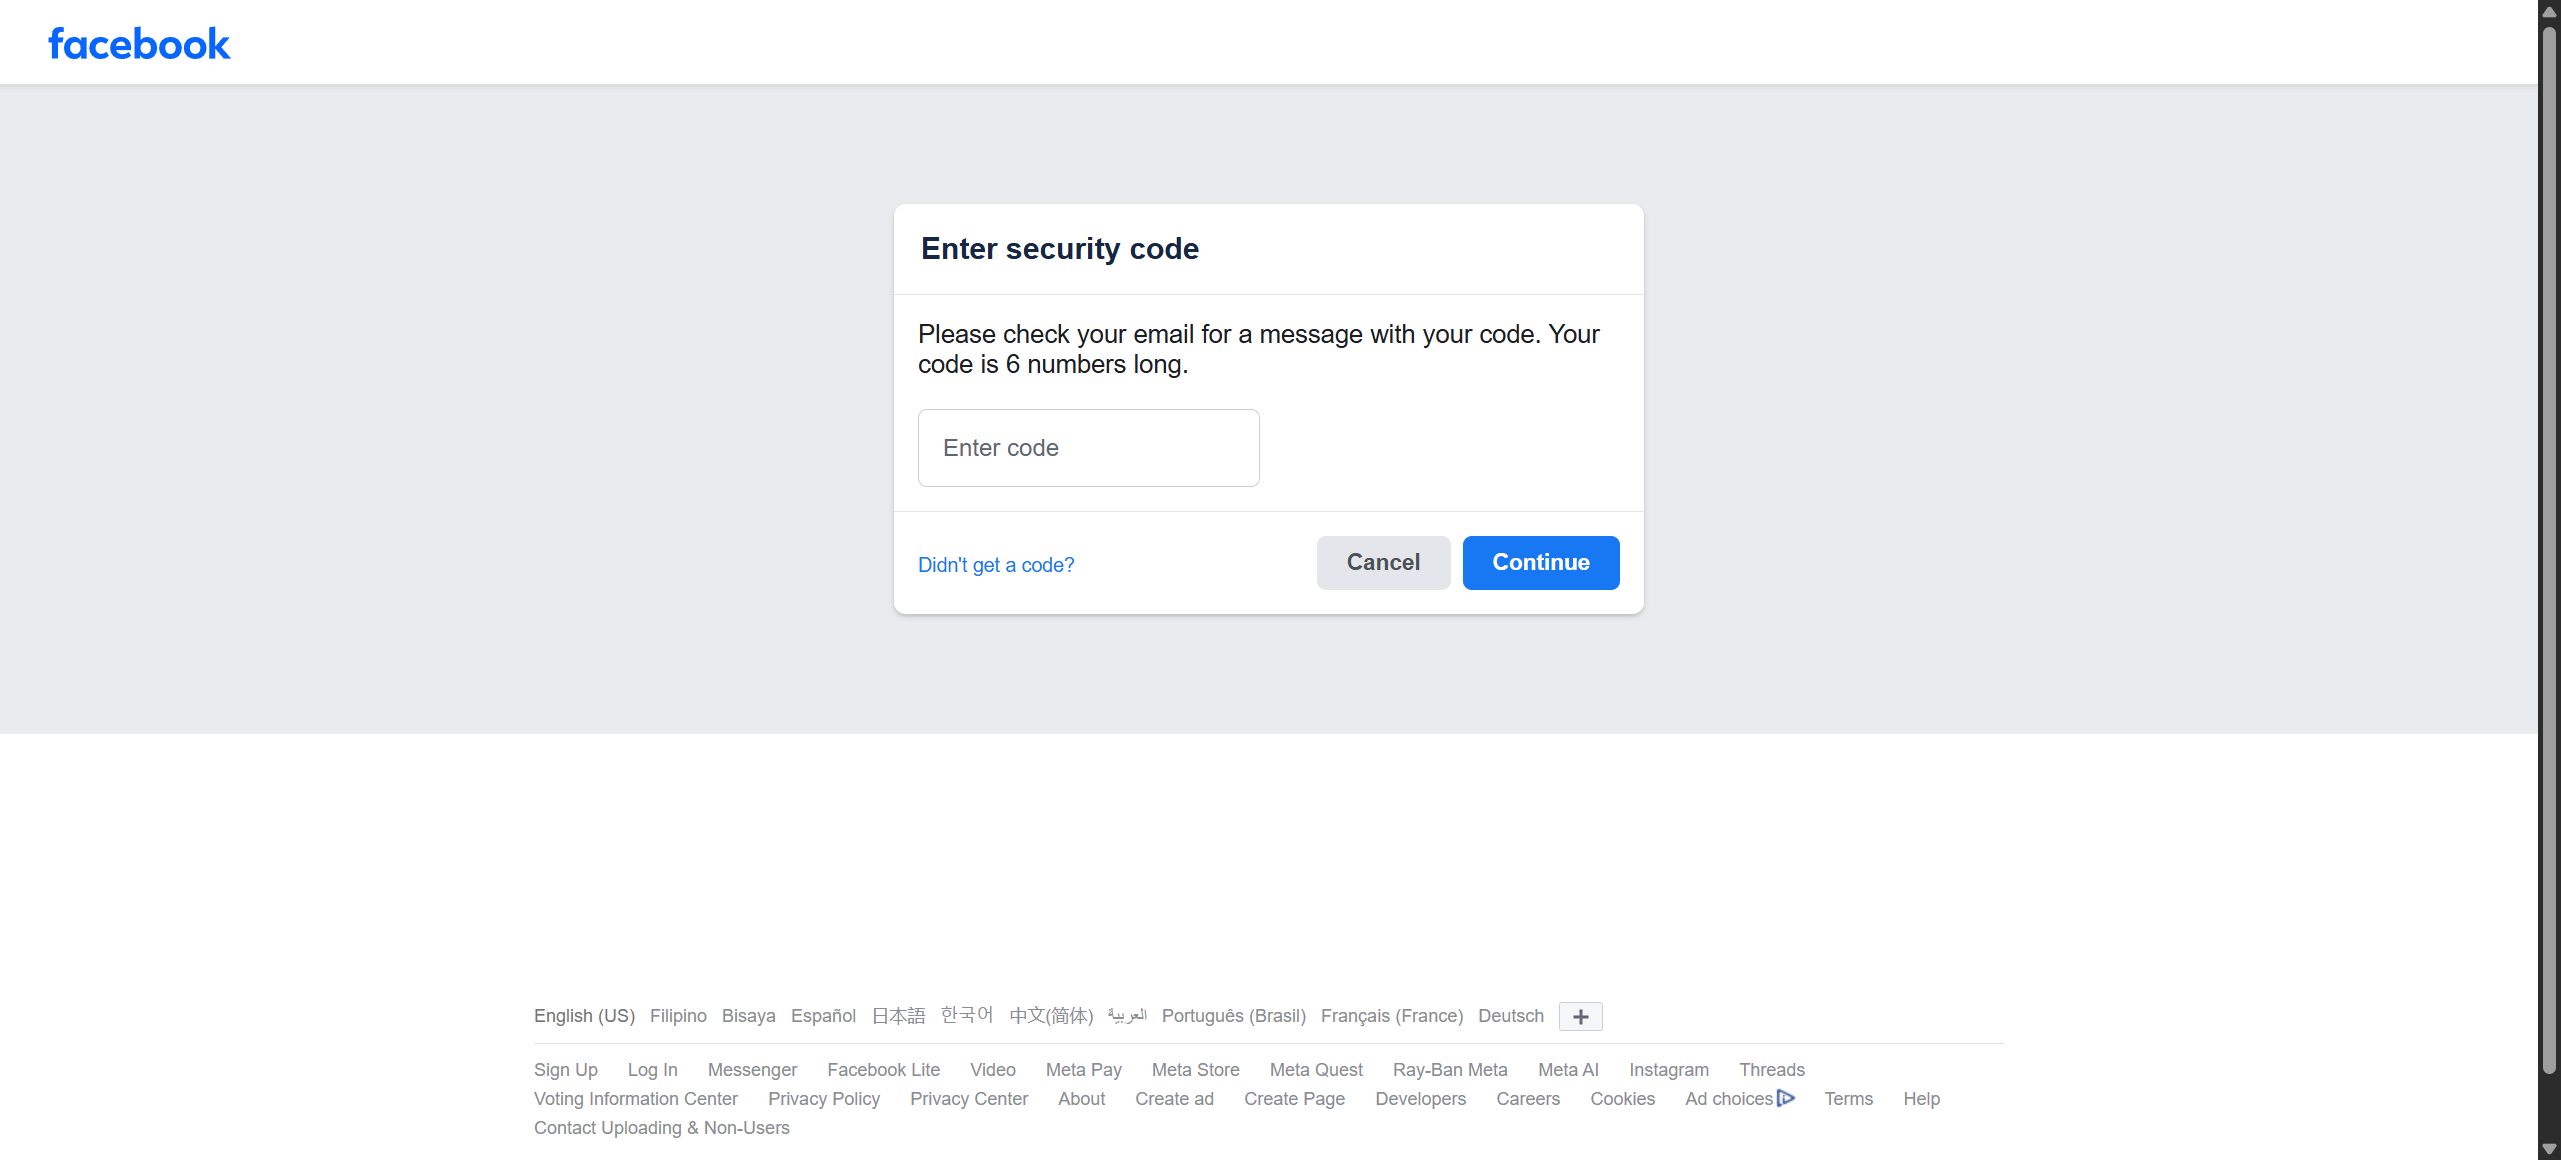 facebook
Enter security code
Please check your email for a message with your code. Your
code is 6 numbers long.
Enter code
Didn't get a code?
Cancel
Continue
English (US) Filipino Bisaya Español 日本語 한국어 中文(简体) العربية Português (Brasil) Français (France) Deutsch
Sign Up Log In Messenger Facebook Lite Video Meta Pay Meta Store Meta Quest Ray-Ban Meta Meta AI Instagram Threads
Voting Information Center Privacy Policy Privacy Center About Create ad Create Page Developers Careers Cookies Ad choices Terms Help
Contact Uploading & Non-Users